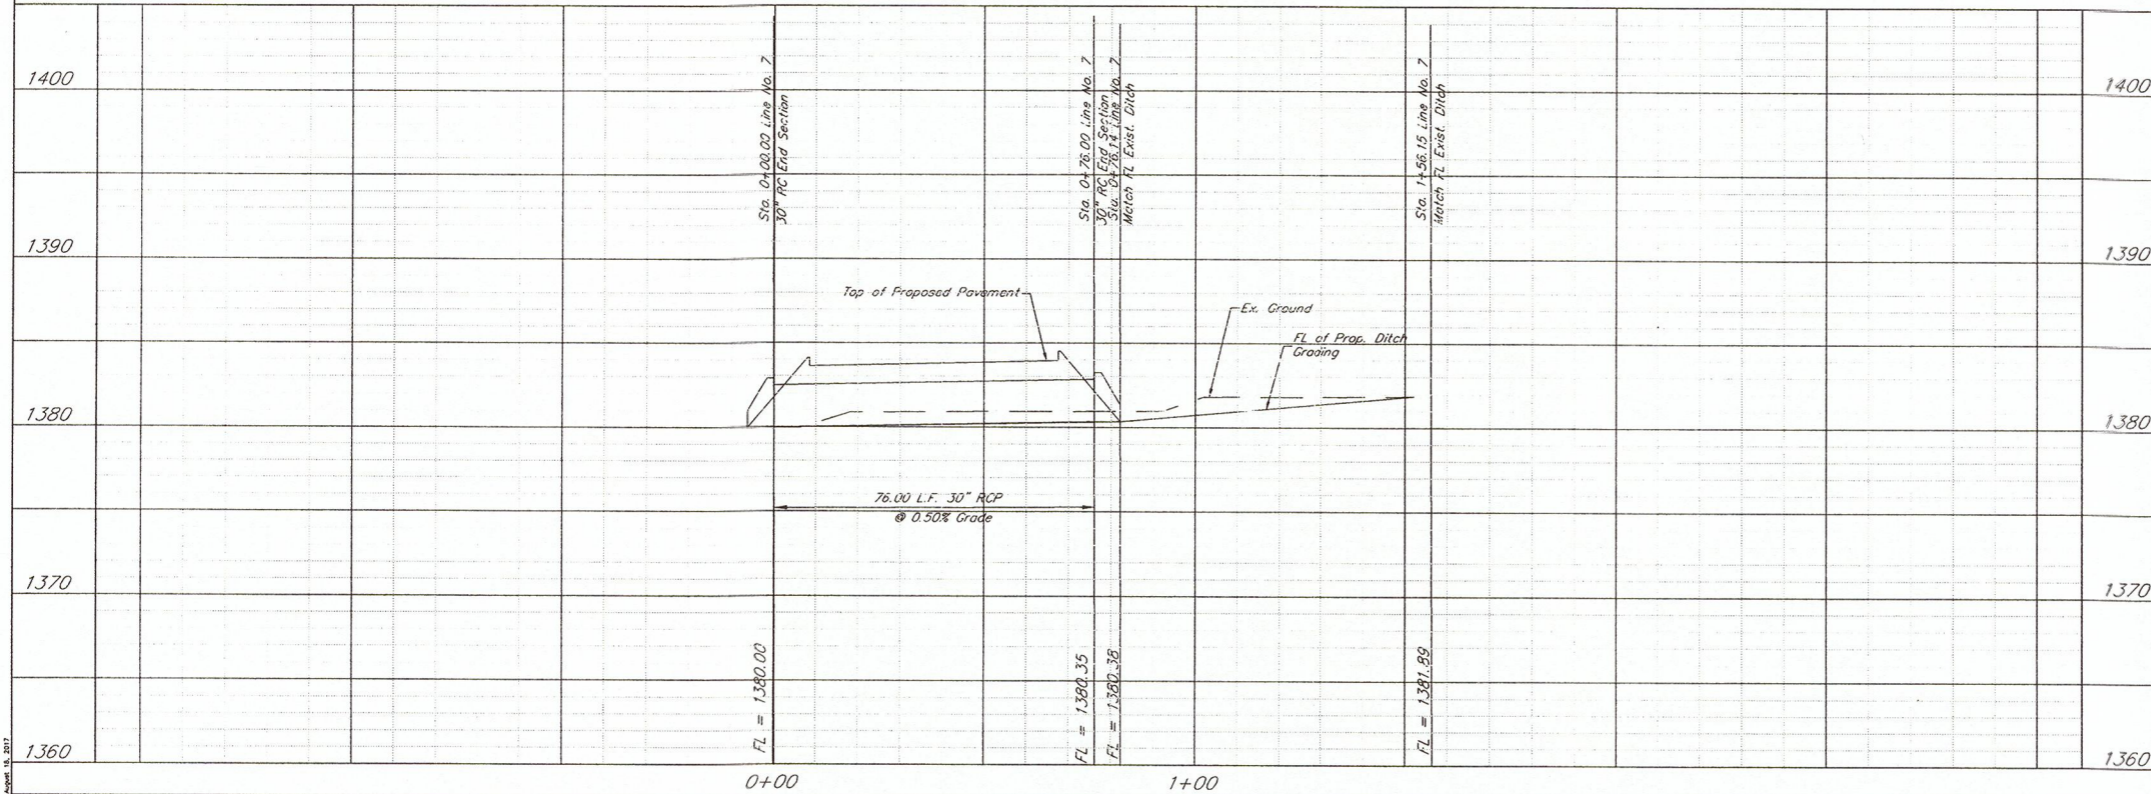 Sta. 0+00.00 Line No. 7
30" RC End Section
Sta. 0+76.00 Line No. 7
30" RC End Section
Sta. 0+76.14 Line No. 7
Match FL Exist. Ditch
Sta. 1+56.15 Line No. 7
Match FL Exist. Ditch
1400
1400
1390
1390
Top of Proposed Pavement
Ex. Ground
FL of Prop. Ditch
Grading
1380
1380
76.00 L.F. 30" RCP
@ 0.50% Grade
1370
1370
FL = 1380.00
FL = 1380.35
FL = 1380.38
FL = 1381.89
1360
1360
0+00
1+00
August 18, 2017